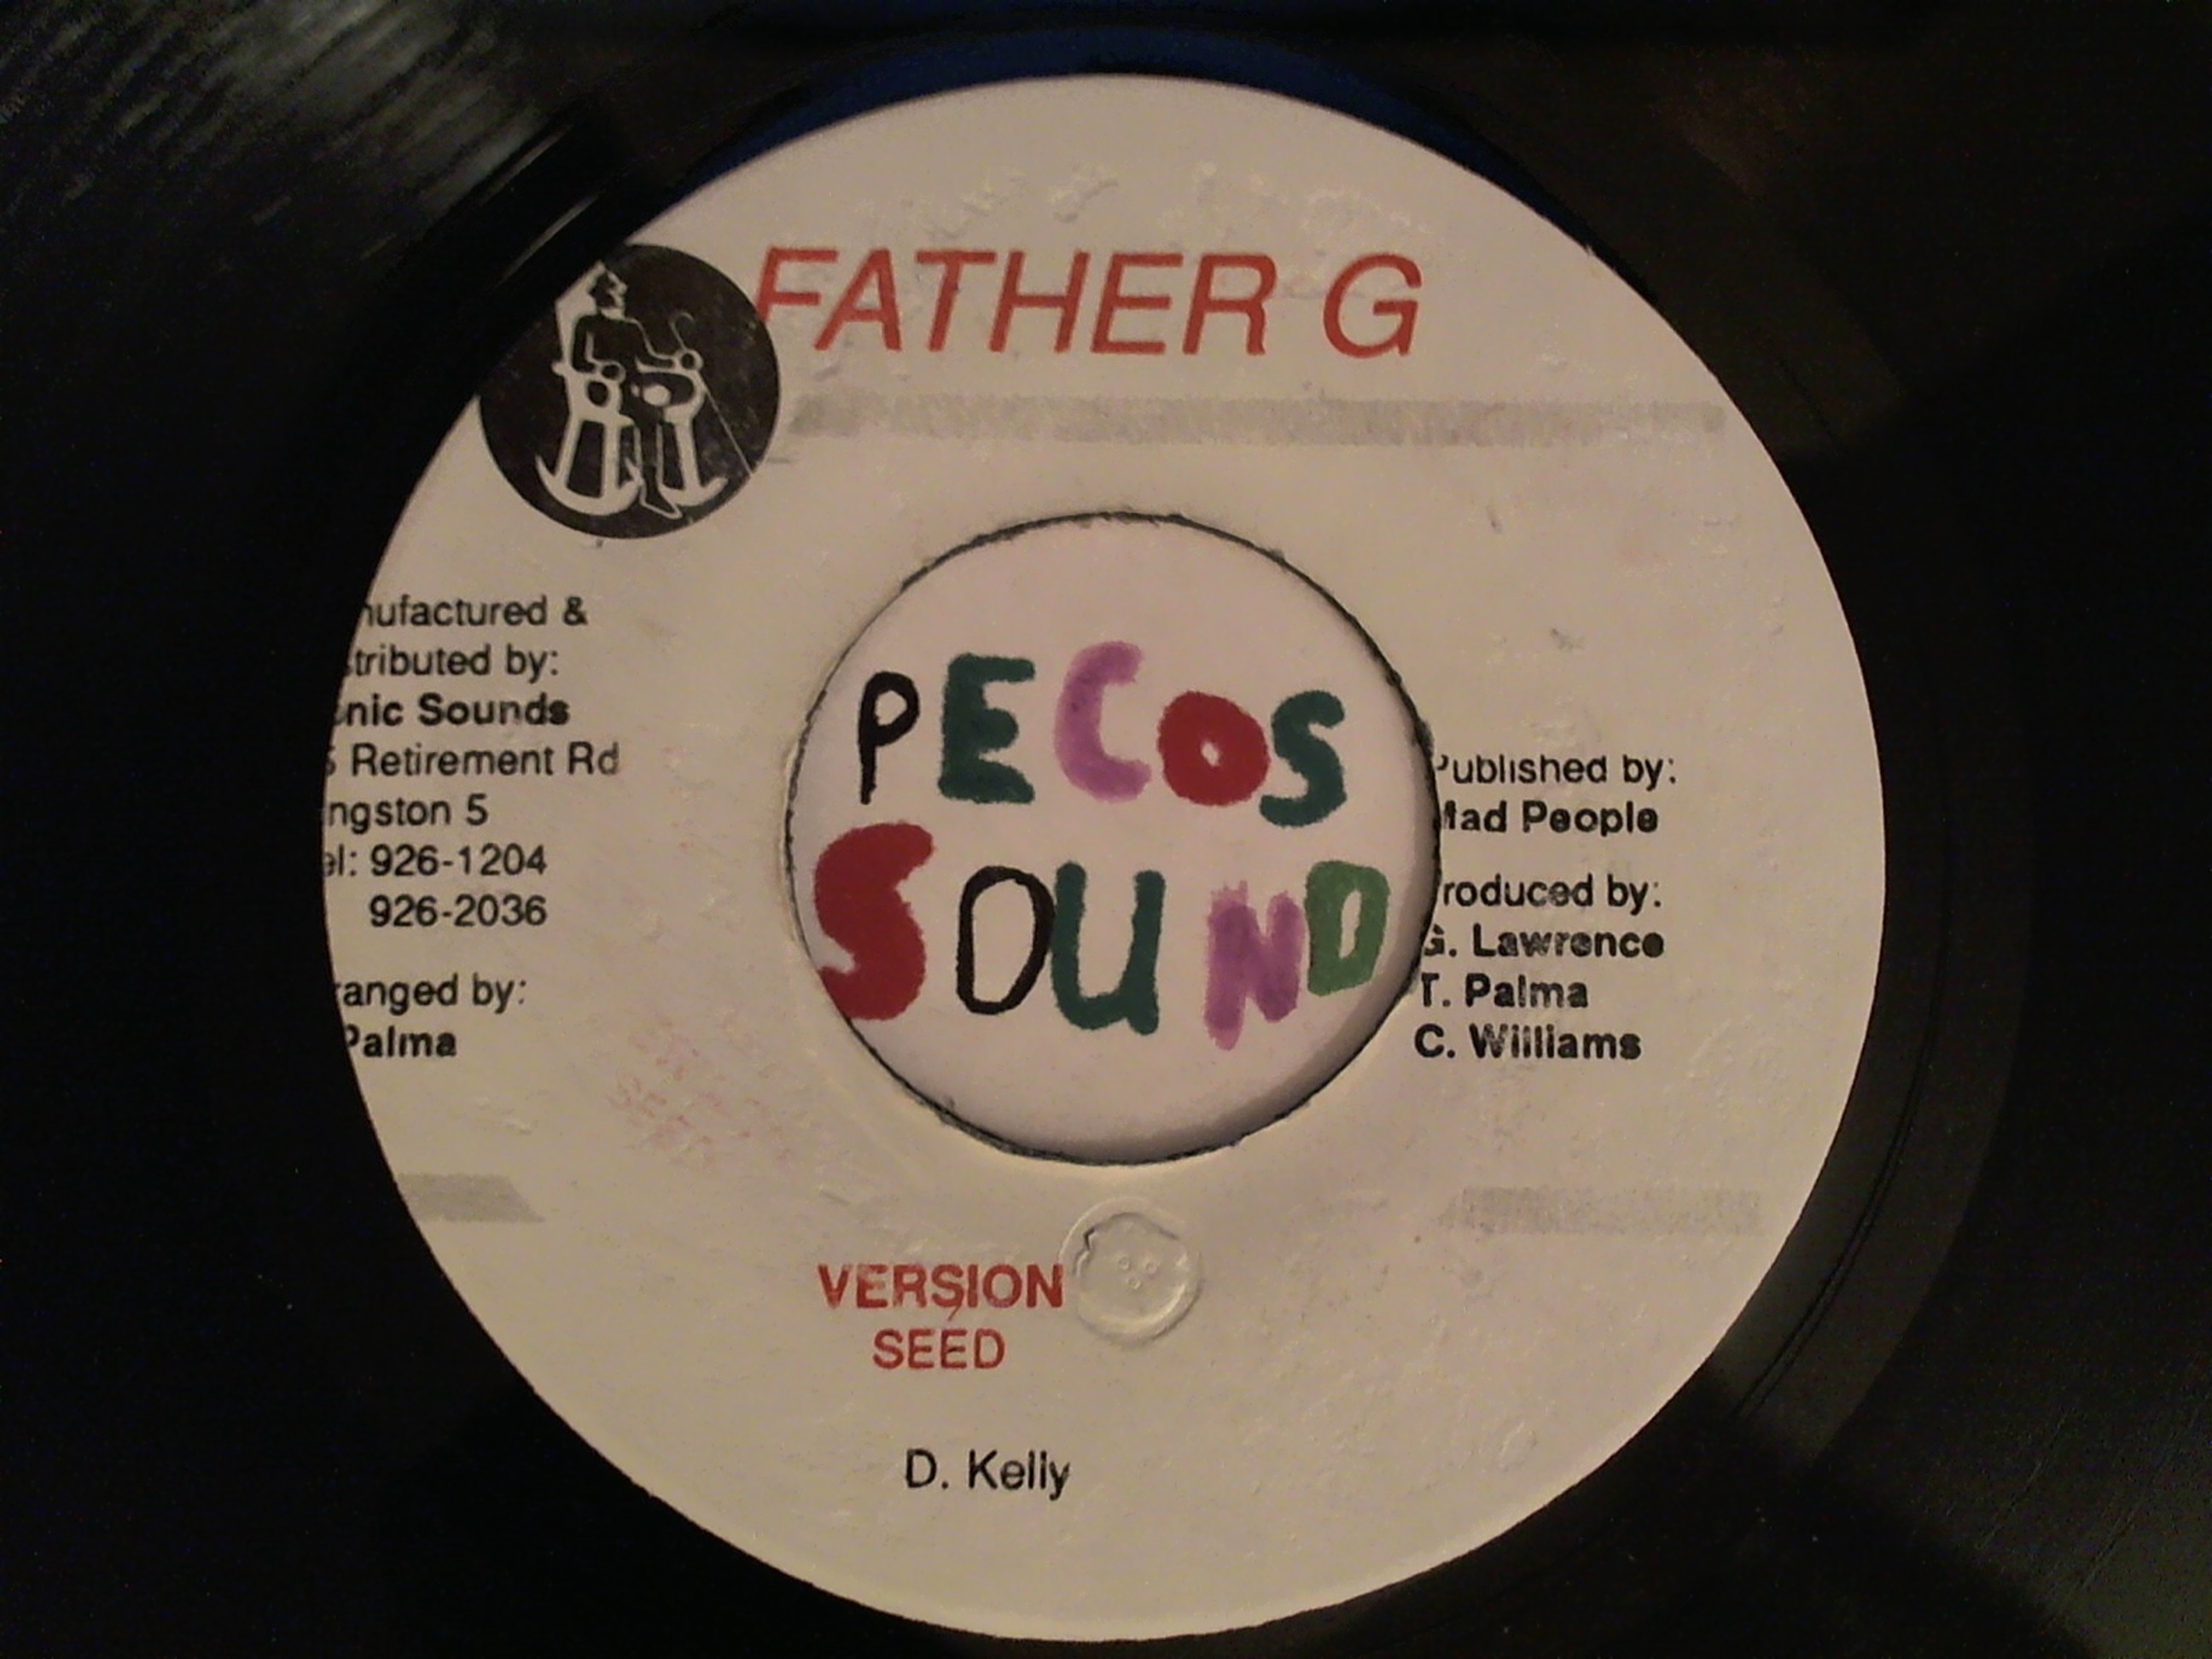 FATHER G
nufactured &
tributed by:
nic Sounds
Retirement Rd
ngston 5
el: 926-1204
926-2036
ranged by:
Palma
PECOS
SOUND
Published by:
Mad People
roduced by:
G. Lawrence
T. Palma
C. Williams
VERSION
SEED
D. Kelly